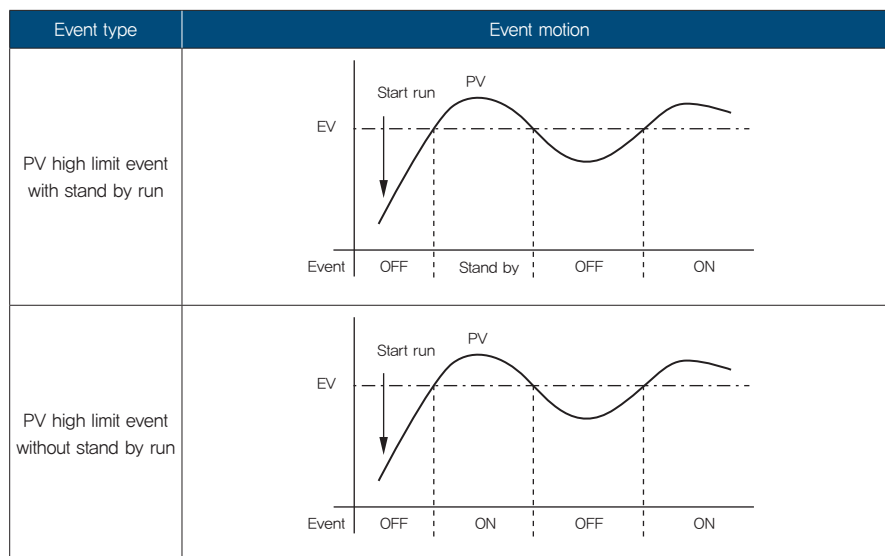 Event type
Event motion
PV high limit event
with stand by run
Start run
PV
EV
Event
OFF
Stand by
OFF
ON
PV high limit event
without stand by run
Start run
PV
EV
Event
OFF
ON
OFF
ON